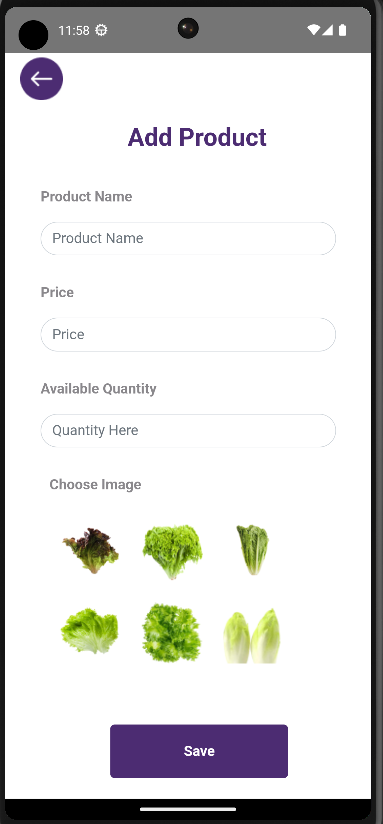 11:58
Add Product
Product Name
Product Name
Price
Price
Available Quantity
Quantity Here
Choose Image
Save